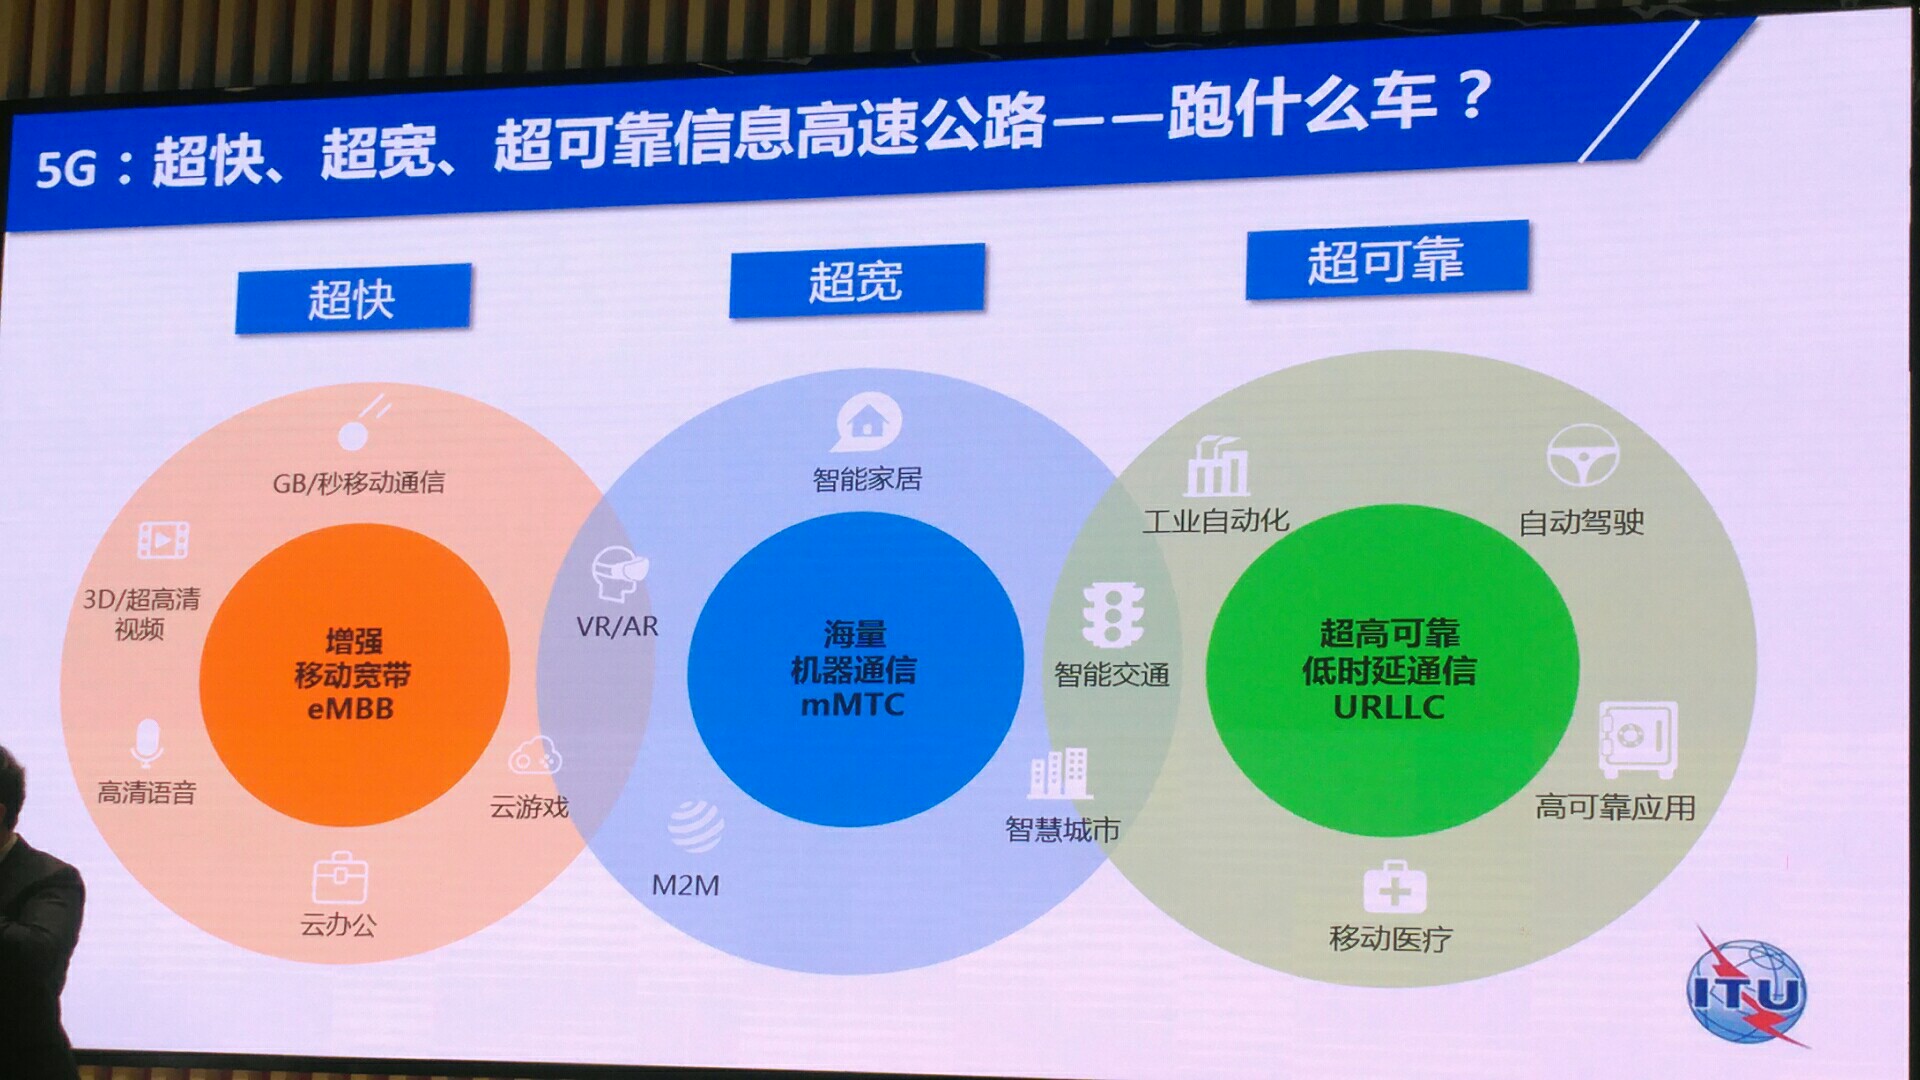 5G：超快、超宽、超可靠信息高速公路——跑什么车？
超快
超宽
超可靠
GB/秒移动通信
3D/超高清
视频
高清语音
云办公
云游戏
增强
移动宽带
eMBB
VR/AR
智能家居
M2M
海量
机器通信
mMTC
智能交通
智慧城市
工业自动化
自动驾驶
超高可靠
低时延通信
URLLC
高可靠应用
移动医疗
ITU